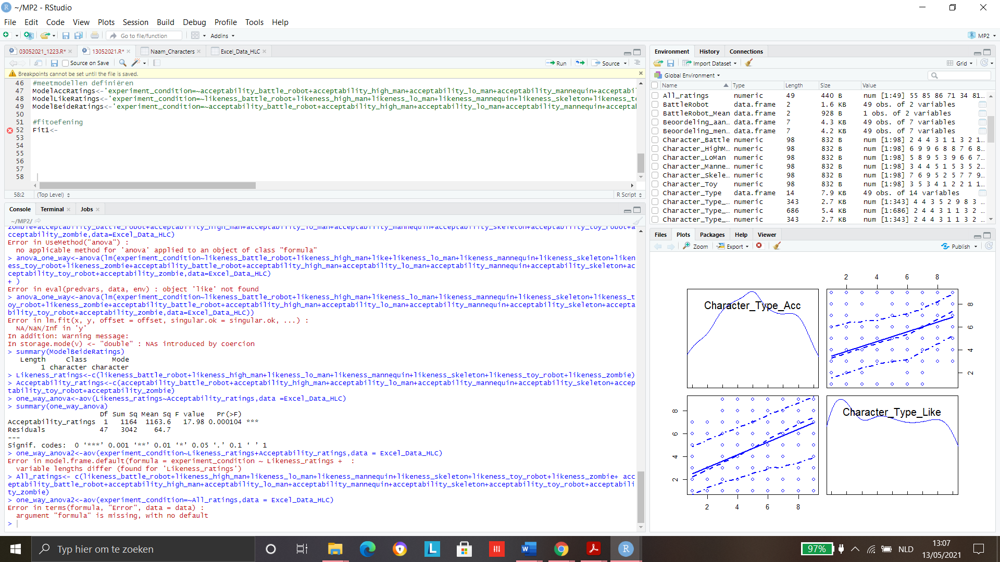 ~/MP2 - RStudio
File Edit Code View Plots Session Build Debug Profile Tools Help
Go to file/function Addins MP2
03052021_1223.R* 13052021.R* Naam_Characters Excel_Data_HLC
Source on Save Run Source
Breakpoints cannot be set until the file is saved.
46 #meetmodellen definiëren
47 ModelAccRatings<-'experiment_condition=~acceptability_battle_robot+acceptability_high_man+acceptability_lo_man+acceptability_mannequin+acceptabil
48 ModelLikeRatings<-'experiment_condition=~likeness_battle_robot+likeness_high_man+likeness_lo_man+likeness_mannequin+likeness_skeleton+likeness_to
49 ModelBeideRatings<-'experiment_condition=~acceptability_battle_robot+acceptability_high_man+acceptability_lo_man+acceptability_mannequin+acceptab
50
51 #fitoefening
52 Fit1<-
53
54
55
56
57
58
58:2 (Top Level) R Script
Console Terminal Jobs
~/MP2/
zombie+acceptability_battle_robot+acceptability_high_man+acceptability_lo_man+acceptability_mannequin+acceptability_skeleton+acceptability_toy_robot+a
cceptability_zombie,data=Excel_Data_HLC)
Error in UseMethod("anova") :
no applicable method for 'anova' applied to an object of class "formula"
> anova_one_way<-anova(lm(experiment_condition~likeness_battle_robot+likeness_high_man+like+likeness_lo_man+likeness_mannequin+likeness_skeleton+liken
ess_toy_robot+likeness_zombie+acceptability_battle_robot+acceptability_high_man+acceptability_lo_man+acceptability_mannequin+acceptability_skeleton+ac
ceptability_toy_robot+acceptability_zombie,data=Excel_Data_HLC)
+ )
Error in eval(predvars, data, env) : object 'like' not found
> anova_one_way<-anova(lm(experiment_condition~likeness_battle_robot+likeness_high_man+likeness_lo_man+likeness_mannequin+likeness_skeleton+likeness_t
oy_robot+likeness_zombie+acceptability_battle_robot+acceptability_high_man+acceptability_lo_man+acceptability_mannequin+acceptability_skeleton+accepta
bility_toy_robot+acceptability_zombie,data=Excel_Data_HLC))
Error in lm.fit(x, y, offset = offset, singular.ok = singular.ok, ...) :
NA/NaN/Inf in 'y'
In addition: Warning message:
In storage.mode(v) <- "double" : NAs introduced by coercion
> summary(ModelBeideRatings)
Length Class Mode
1 character character
> Likeness_ratings<-c(likeness_battle_robot+likeness_high_man+likeness_lo_man+likeness_mannequin+likeness_skeleton+likeness_toy_robot+likeness_zombie)
> Acceptability_ratings<-c(acceptability_battle_robot+acceptability_high_man+acceptability_lo_man+acceptability_mannequin+acceptability_skeleton+accep
tability_toy_robot+acceptability_zombie)
> one_way_anova<-aov(Likeness_ratings~Acceptability_ratings,data =Excel_Data_HLC)
> summary(one_way_anova)
Df Sum Sq Mean Sq F value Pr(>F)
Acceptability_ratings 1 1164 1163.6 17.98 0.000104 ***
Residuals 47 3042 64.7
---
Signif. codes: 0 ‘***’ 0.001 ‘**’ 0.01 ‘*’ 0.05 ‘.’ 0.1 ‘ ’ 1
> one_way_anova2<-aov(experiment_condition~Likeness_ratings+Acceptability_ratings,data = Excel_Data_HLC)
Error in model.frame.default(formula = experiment_condition ~ Likeness_ratings + :
variable lengths differ (found for 'Likeness_ratings')
> All_ratings<- c(likeness_battle_robot+likeness_high_man+likeness_lo_man+likeness_mannequin+likeness_skeleton+likeness_toy_robot+likeness_zombie+ acc
eptability_battle_robot+acceptability_high_man+acceptability_lo_man+acceptability_mannequin+acceptability_skeleton+acceptability_toy_robot+acceptabili
ty_zombie)
> one_way_anova2<-aov(experiment_condition=~All_ratings,data = Excel_Data_HLC)
Error in terms(formula, "Error", data = data) :
argument "formula" is missing, with no default
>
Environment History Connections
Import Dataset Grid
Global Environment
Name Type Length Size Value
All_ratings numeric 49 440 B num [1:49] 55 85 86 71 34 81...
BattleRobot data.frame 2 1.6 KB 49 obs. of 2 variables
BattleRobot_Mean data.frame 2 928 B 1 obs. of 2 variables
Beoordeling_aan... data.frame 7 4.3 KB 49 obs. of 7 variables
Beoordeling_men... data.frame 7 4.2 KB 49 obs. of 7 variables
Character_Battle numeric 98 832 B num [1:98] 2 4 4 3 1 1 3 2 1...
Character_HighM... numeric 98 832 B num [1:98] 6 9 9 6 8 8 7 6 8...
Character_LoMan numeric 98 832 B num [1:98] 5 8 9 5 3 9 6 6 7...
Character_Manne... numeric 98 832 B num [1:98] 3 4 4 5 1 5 3 5 2...
Character_Skele... numeric 98 832 B num [1:98] 7 6 9 5 2 5 7 7 9...
Character_Toy numeric 98 832 B num [1:98] 3 5 3 4 1 2 2 1 1...
Character_Type data.frame 14 7.9 KB 49 obs. of 14 variables
Character_Type_... numeric 343 2.7 KB num [1:343] 4 4 3 5 2 9 8 3 ...
Character_Type_... numeric 686 5.4 KB num [1:686] 2 4 4 3 1 1 3 2 ...
Character_Type_... numeric 343 2.7 KB num [1:343] 2 4 4 3 1 1 3 2 ...
Files Plots Packages Help Viewer
Zoom Export Publish
2 4 6 8
Character_Type_Acc
8
6
4
2
8
6
4
2
Character_Type_Like
2 4 6 8
Typ hier om te zoeken
97%
NLD
13:07
13/05/2021